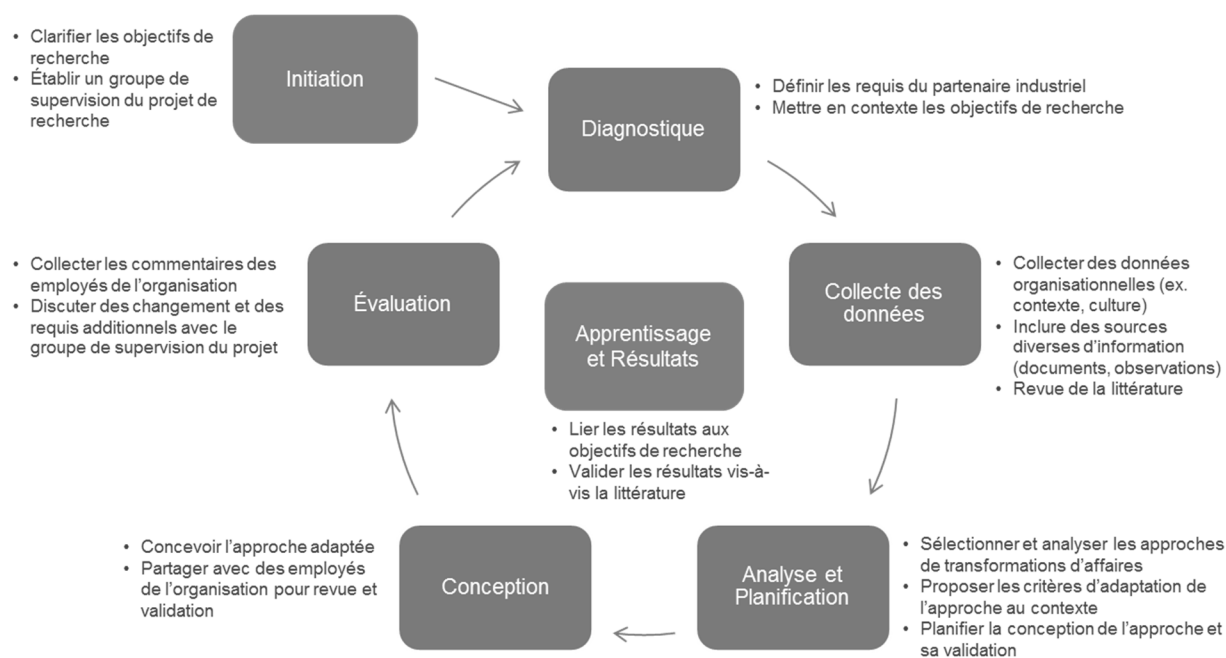 • Clarifier les objectifs de
recherche
• Établir un groupe de
supervision du projet de
recherche
Initiation
Diagnostique
• Définir les requis du partenaire industriel
• Mettre en contexte les objectifs de recherche
• Collecter les commentaires des
employés de l'organisation
• Discuter des changement et des
requis additionnels avec le
groupe de supervision du projet
Évaluation
Apprentissage
et Résultats
• Lier les résultats aux
objectifs de recherche
• Valider les résultats vis-à-
vis la littérature
Collecte des
données
• Collecter des données
organisationnelles (ex.
contexte, culture)
• Inclure des sources
diverses d'information
(documents, observations)
• Revue de la littérature
• Concevoir l'approche adaptée
• Partager avec des employés
de l'organisation pour revue et
validation
Conception
Analyse et
Planification
• Sélectionner et analyser les approches
de transformations d'affaires
• Proposer les critères d'adaptation de
l'approche au contexte
• Planifier la conception de l'approche et
sa validation